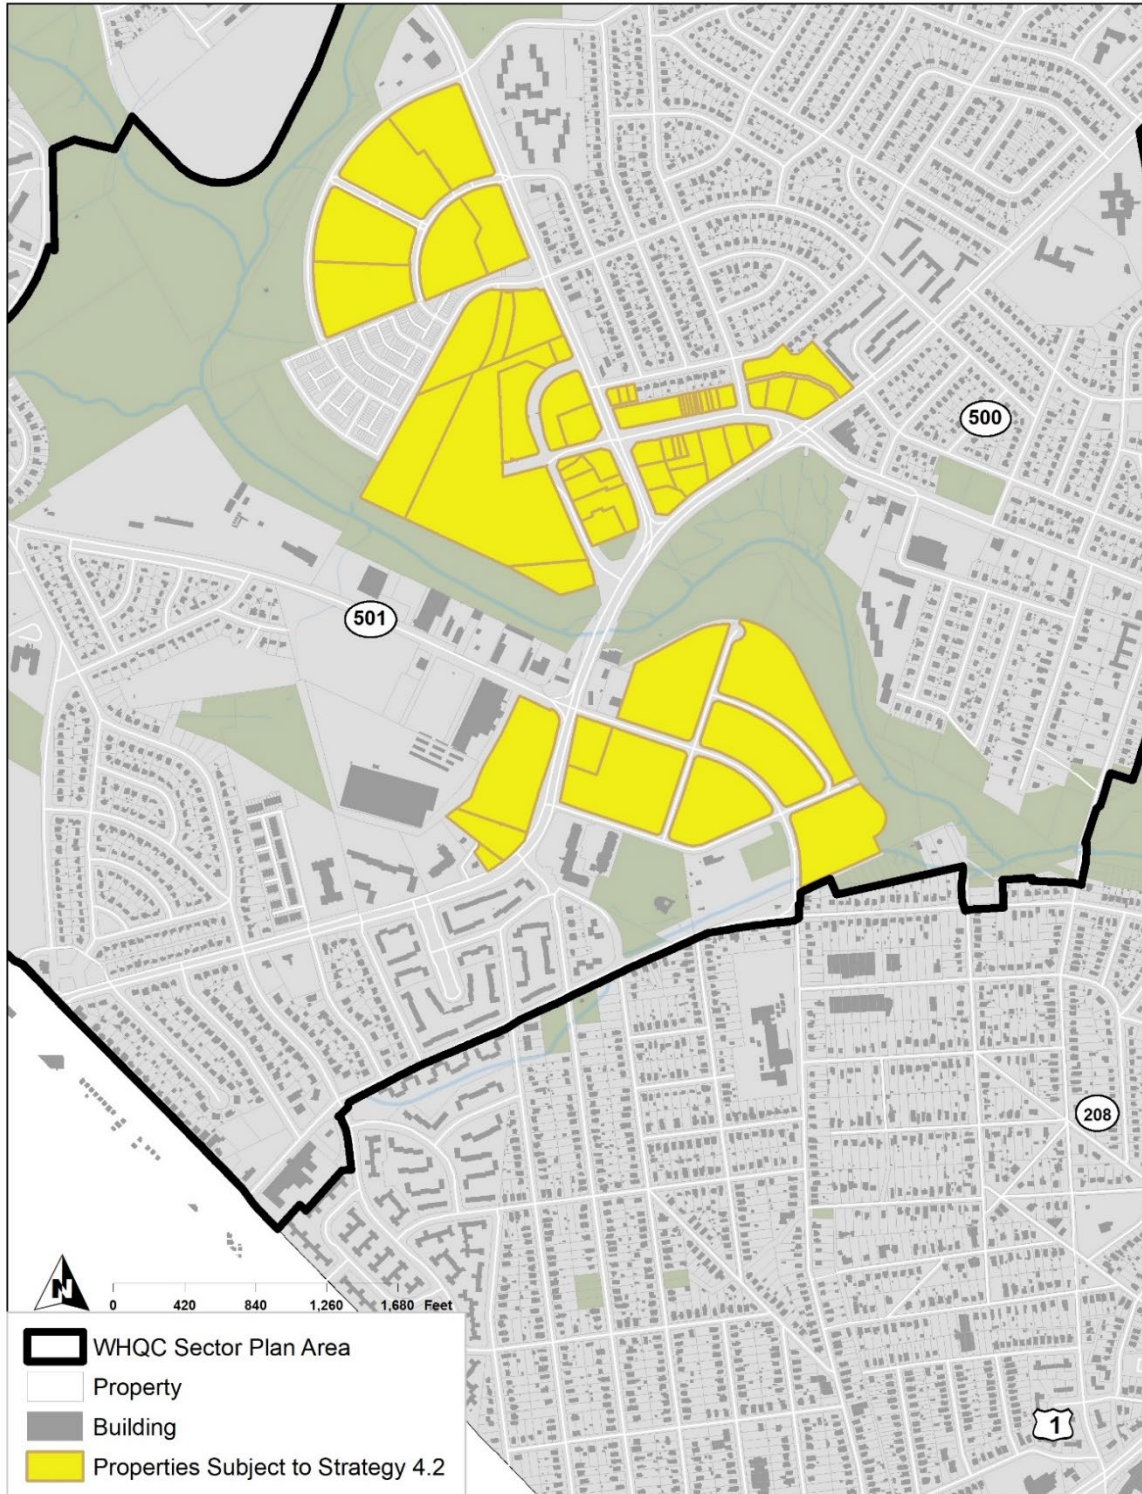 500
501
208
N
0 420 840 1,260 1,680 Feet
1
WHQC Sector Plan Area
Property
Building
Properties Subject to Strategy 4.2